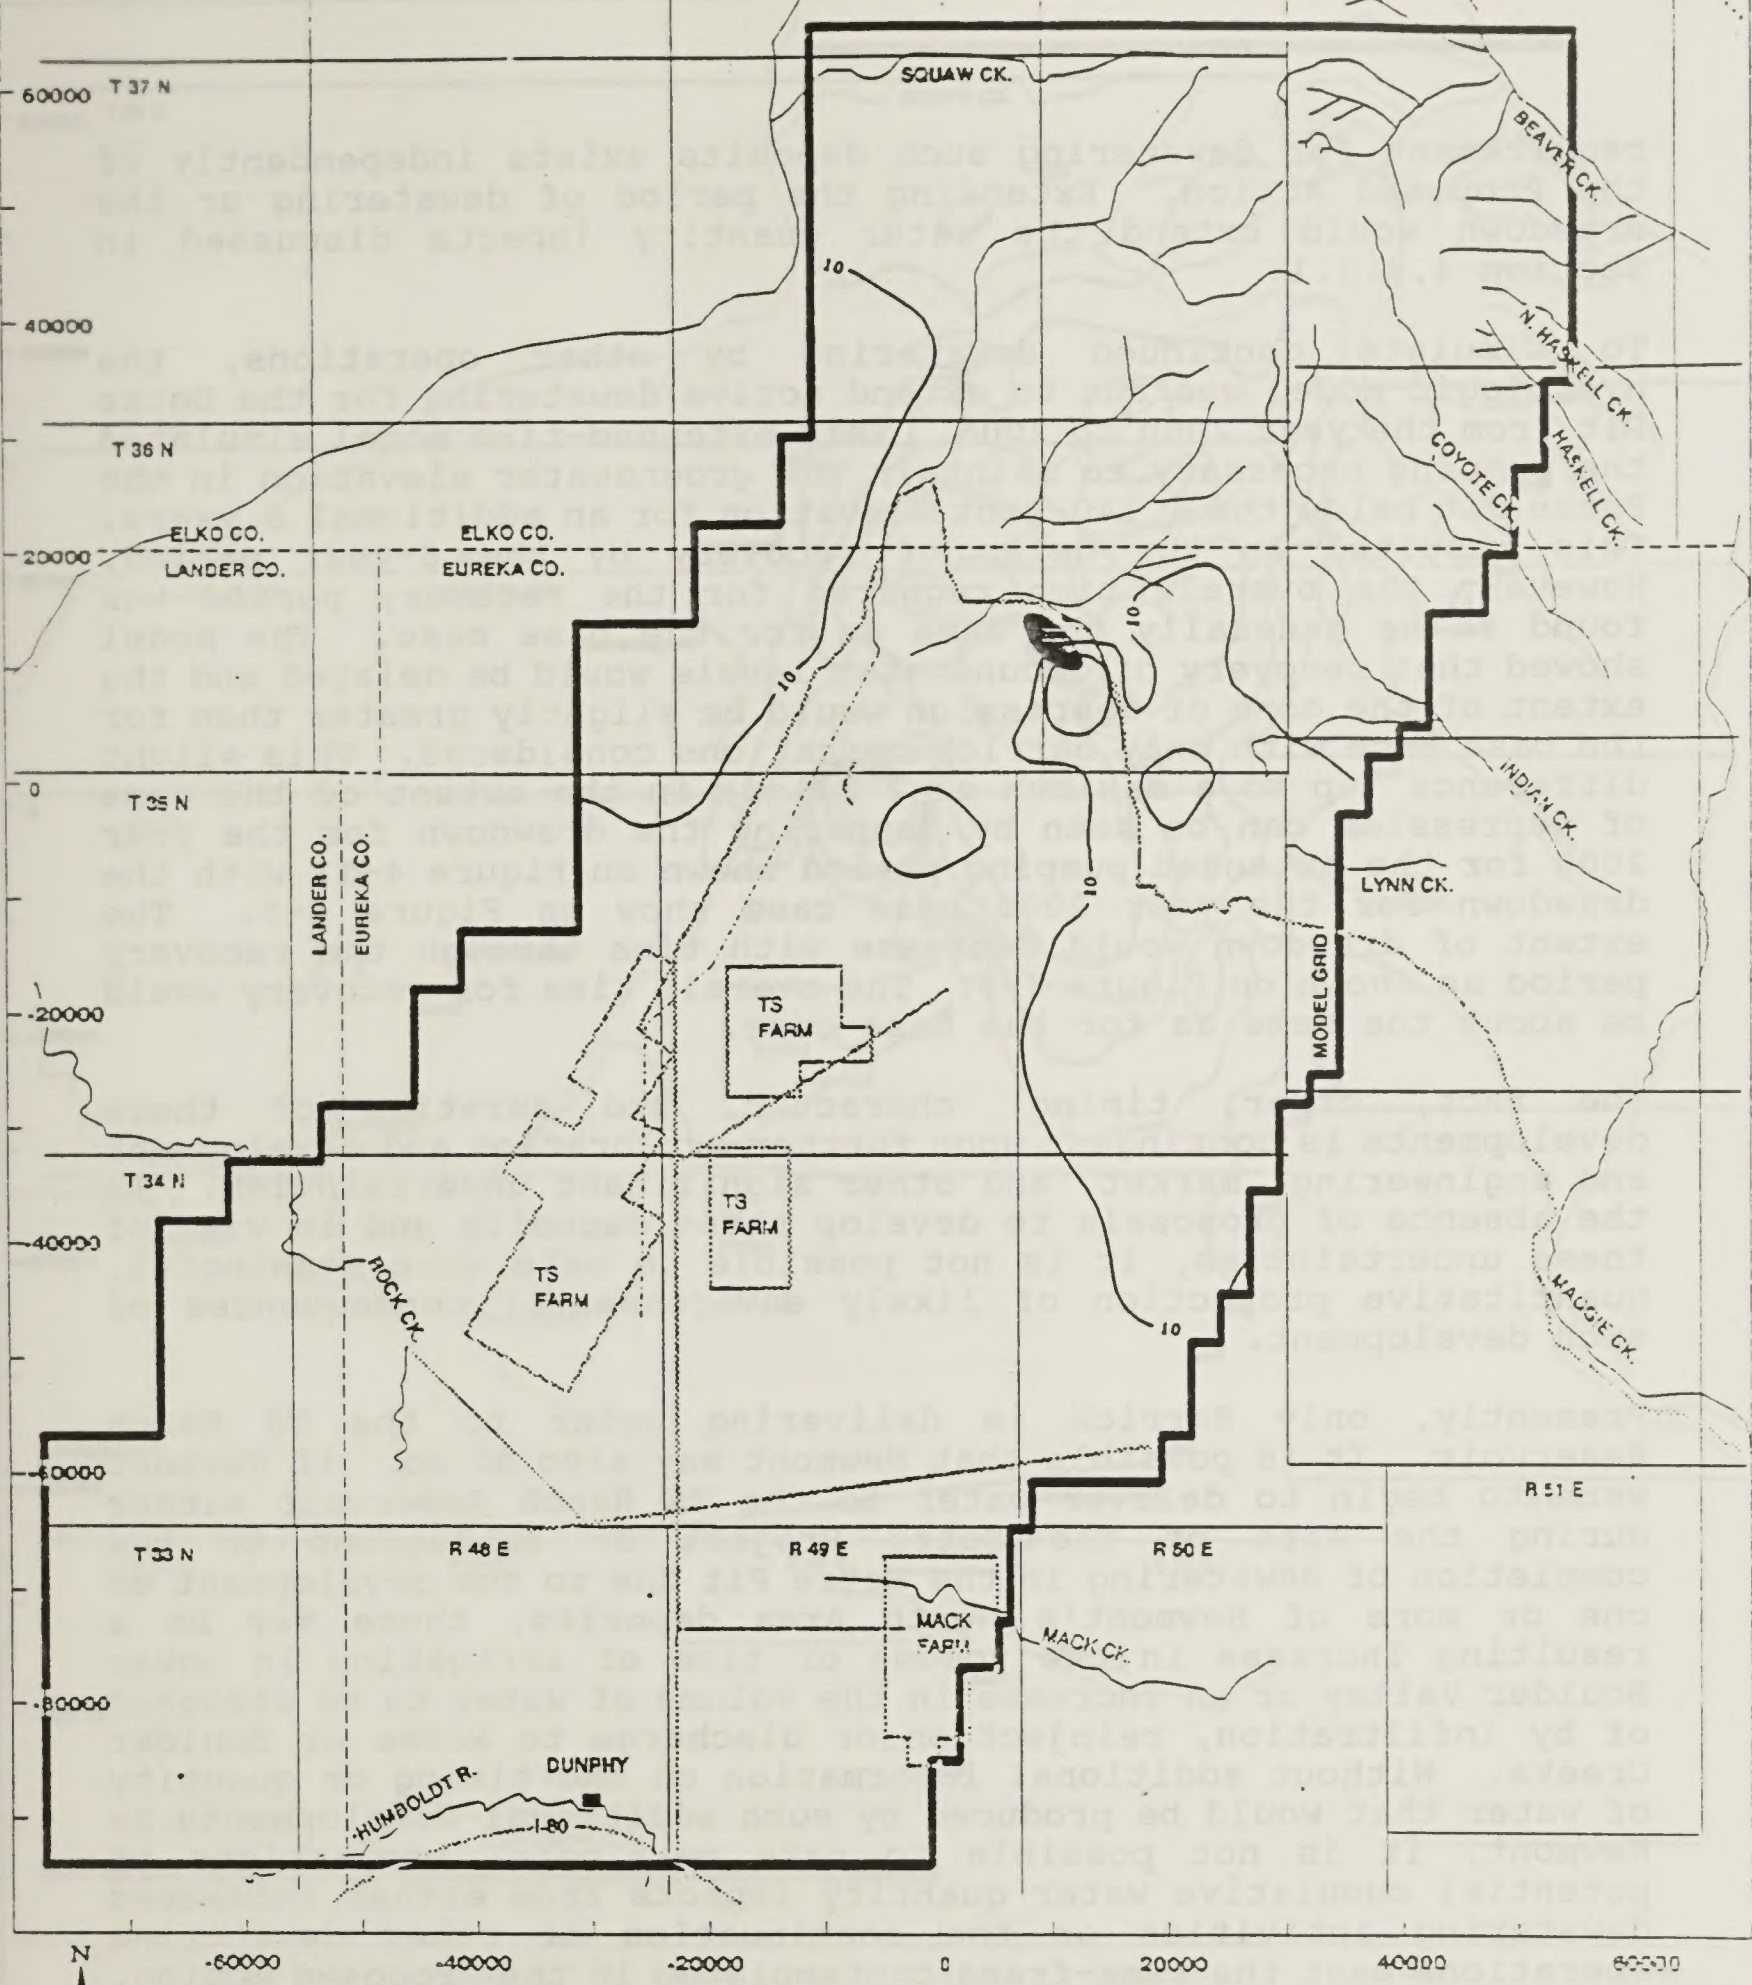 SQUAW CK.
T 37 N
60000
BEAVER CK.
10
40000
N. HASKELL CK.
T 36 N
COYOTE CK.
HASKELL CK.
ELKO CO.
ELKO CO.
20000
LANDER CO.
EUREKA CO.
10
10
INDIAN CK.
0
T 35 N
LANDER CO.
EUREKA CO.
10
LYNN CK.
MODEL GRID
-20000
TS
FARM
T 34 N
TS
FARM
-40000
ROCK CK.
TS
FARM
MAGGIE CK.
10
-60000
R 51 E
T 33 N
R 48 E
R 49 E
R 50 E
MACK
FARM
MACK CK.
-80000
DUNPHY
HUMBOLDT R.
I-80
N
-60000
-40000
-20000
0
20000
40000
60000